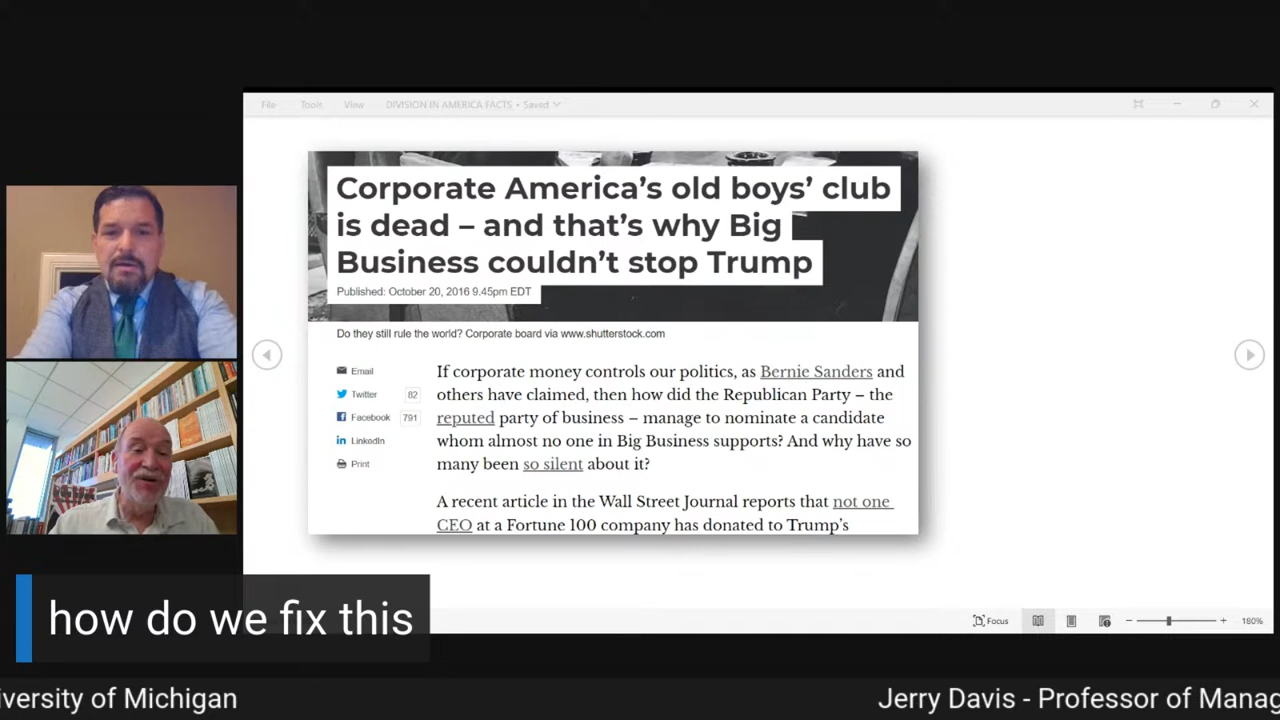 File Tools View DIVISION IN AMERICA FACTS • Saved
Corporate America's old boys' club
is dead – and that's why Big
Business couldn't stop Trump
Published: October 20, 2016 9.45pm EDT
Do they still rule the world? Corporate board via www.shutterstock.com
Email
Twitter 82
Facebook 791
LinkedIn
Print
If corporate money controls our politics, as Bernie Sanders and
others have claimed, then how did the Republican Party – the
reputed party of business – manage to nominate a candidate
whom almost no one in Big Business supports? And why have so
many been so silent about it?
A recent article in the Wall Street Journal reports that not one
CEO at a Fortune 100 company has donated to Trump's
how do we fix this
Focus
180%
iversity of Michigan
Jerry Davis - Professor of Manag